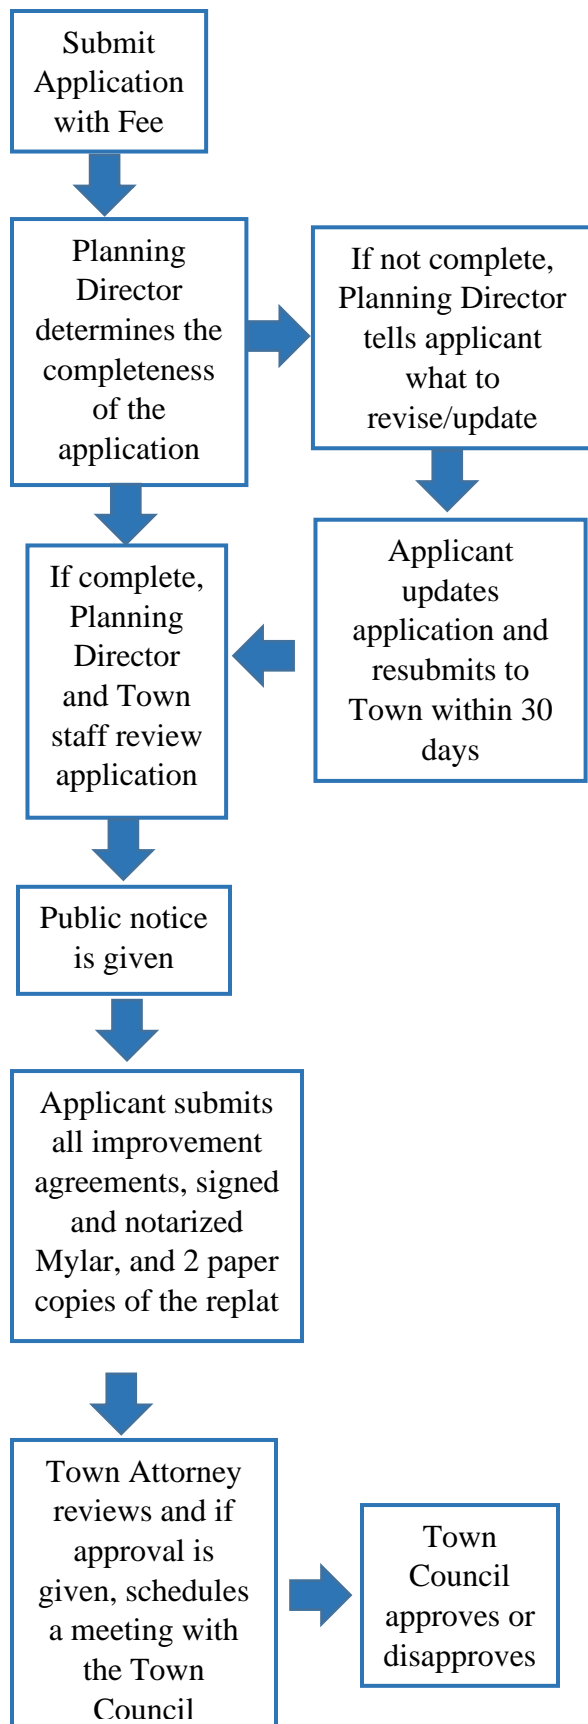 Submit
Application
with Fee
Planning
Director
determines the
completeness
of the
application
If not complete,
Planning Director
tells applicant
what to
revise/update
Applicant
updates
application and
resubmits to
Town within 30
days
If complete,
Planning
Director
and Town
staff review
application
Public notice
is given
Applicant submits
all improvement
agreements, signed
and notarized
Mylar, and 2 paper
copies of the replat
Town Attorney
reviews and if
approval is
given, schedules
a meeting with
the Town
Council
Town
Council
approves or
disapproves